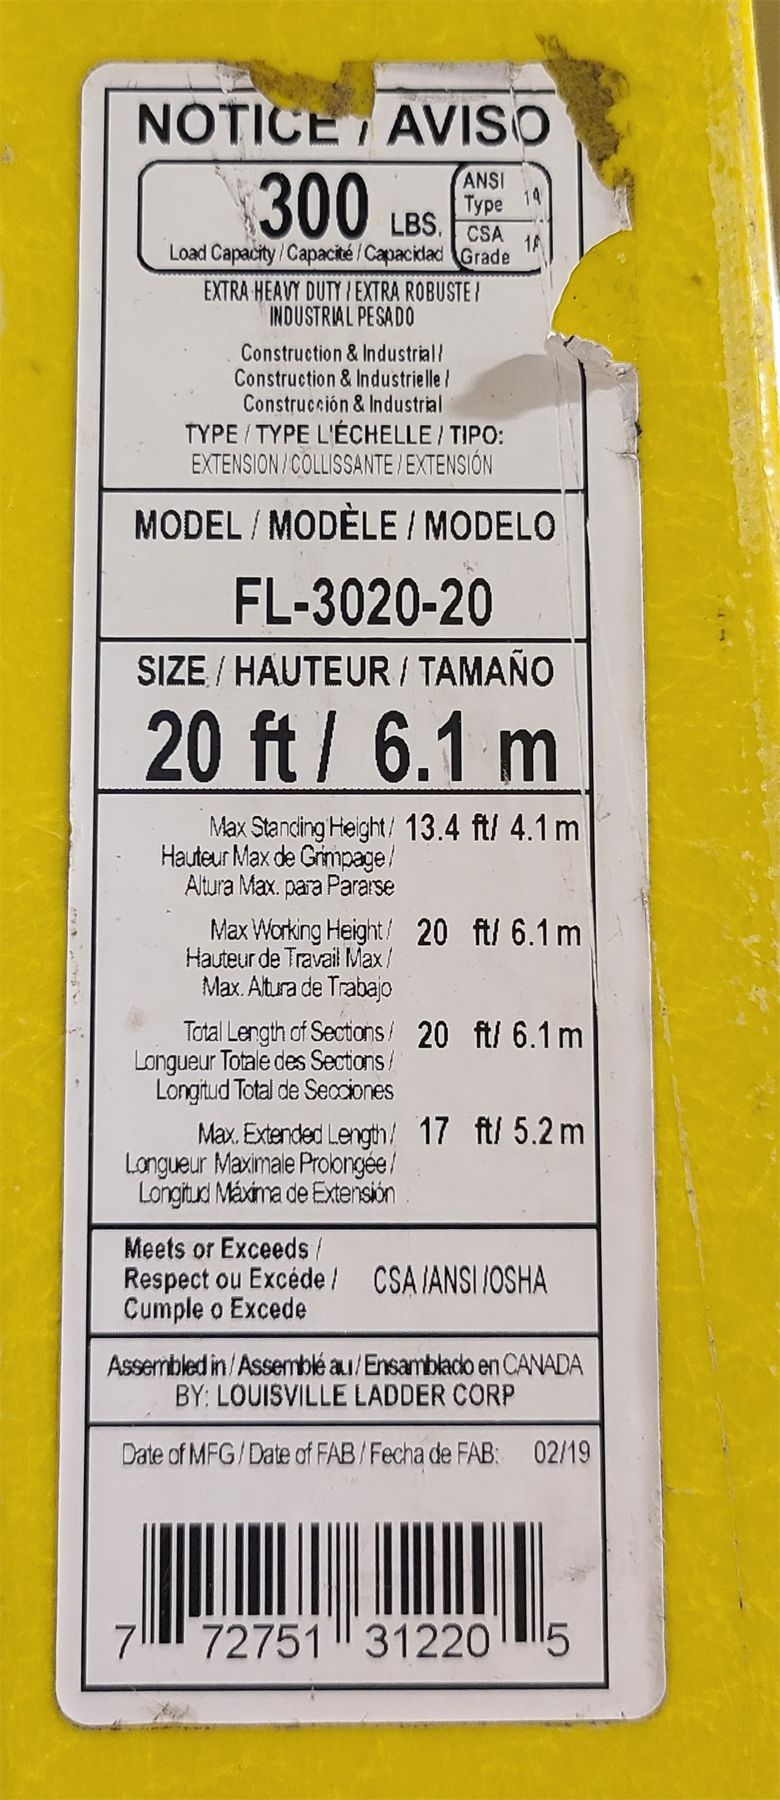 NOTICE / AVISO
300 LBS.
Load Capacity / Capacité / Capacidad
ANSI
Type 1A
CSA
Grade 1A
EXTRA HEAVY DUTY / EXTRA ROBUSTE /
INDUSTRIAL PESADO
Construction & Industrial /
Construction & Industrielle /
Construcción & Industrial
TYPE / TYPE L'ÉCHELLE / TIPO:
EXTENSION / COLLISSANTE / EXTENSIÓN
MODEL / MODÈLE / MODELO
FL-3020-20
SIZE / HAUTEUR / TAMAÑO
20 ft / 6.1 m
Max Standing Height / 13.4 ft/ 4.1 m
Hauteur Max de Grimpage /
Altura Max. para Pararse
Max Working Height / 20 ft/ 6.1 m
Hauteur de Travail Max /
Max. Altura de Trabajo
Total Length of Sections / 20 ft/ 6.1 m
Longueur Totale des Sections /
Longitud Total de Secciones
Max. Extended Length / 17 ft/ 5.2 m
Longueur Maximale Prolongée /
Longitud Máxima de Extensión
Meets or Exceeds /
Respect ou Excéde / CSA /ANSI /OSHA
Cumple o Excede
Assembled in / Assemblé au / Ensamblado en CANADA
BY: LOUISVILLE LADDER CORP
Date of MFG / Date of FAB / Fecha de FAB: 02/19
7 72751 31220 5